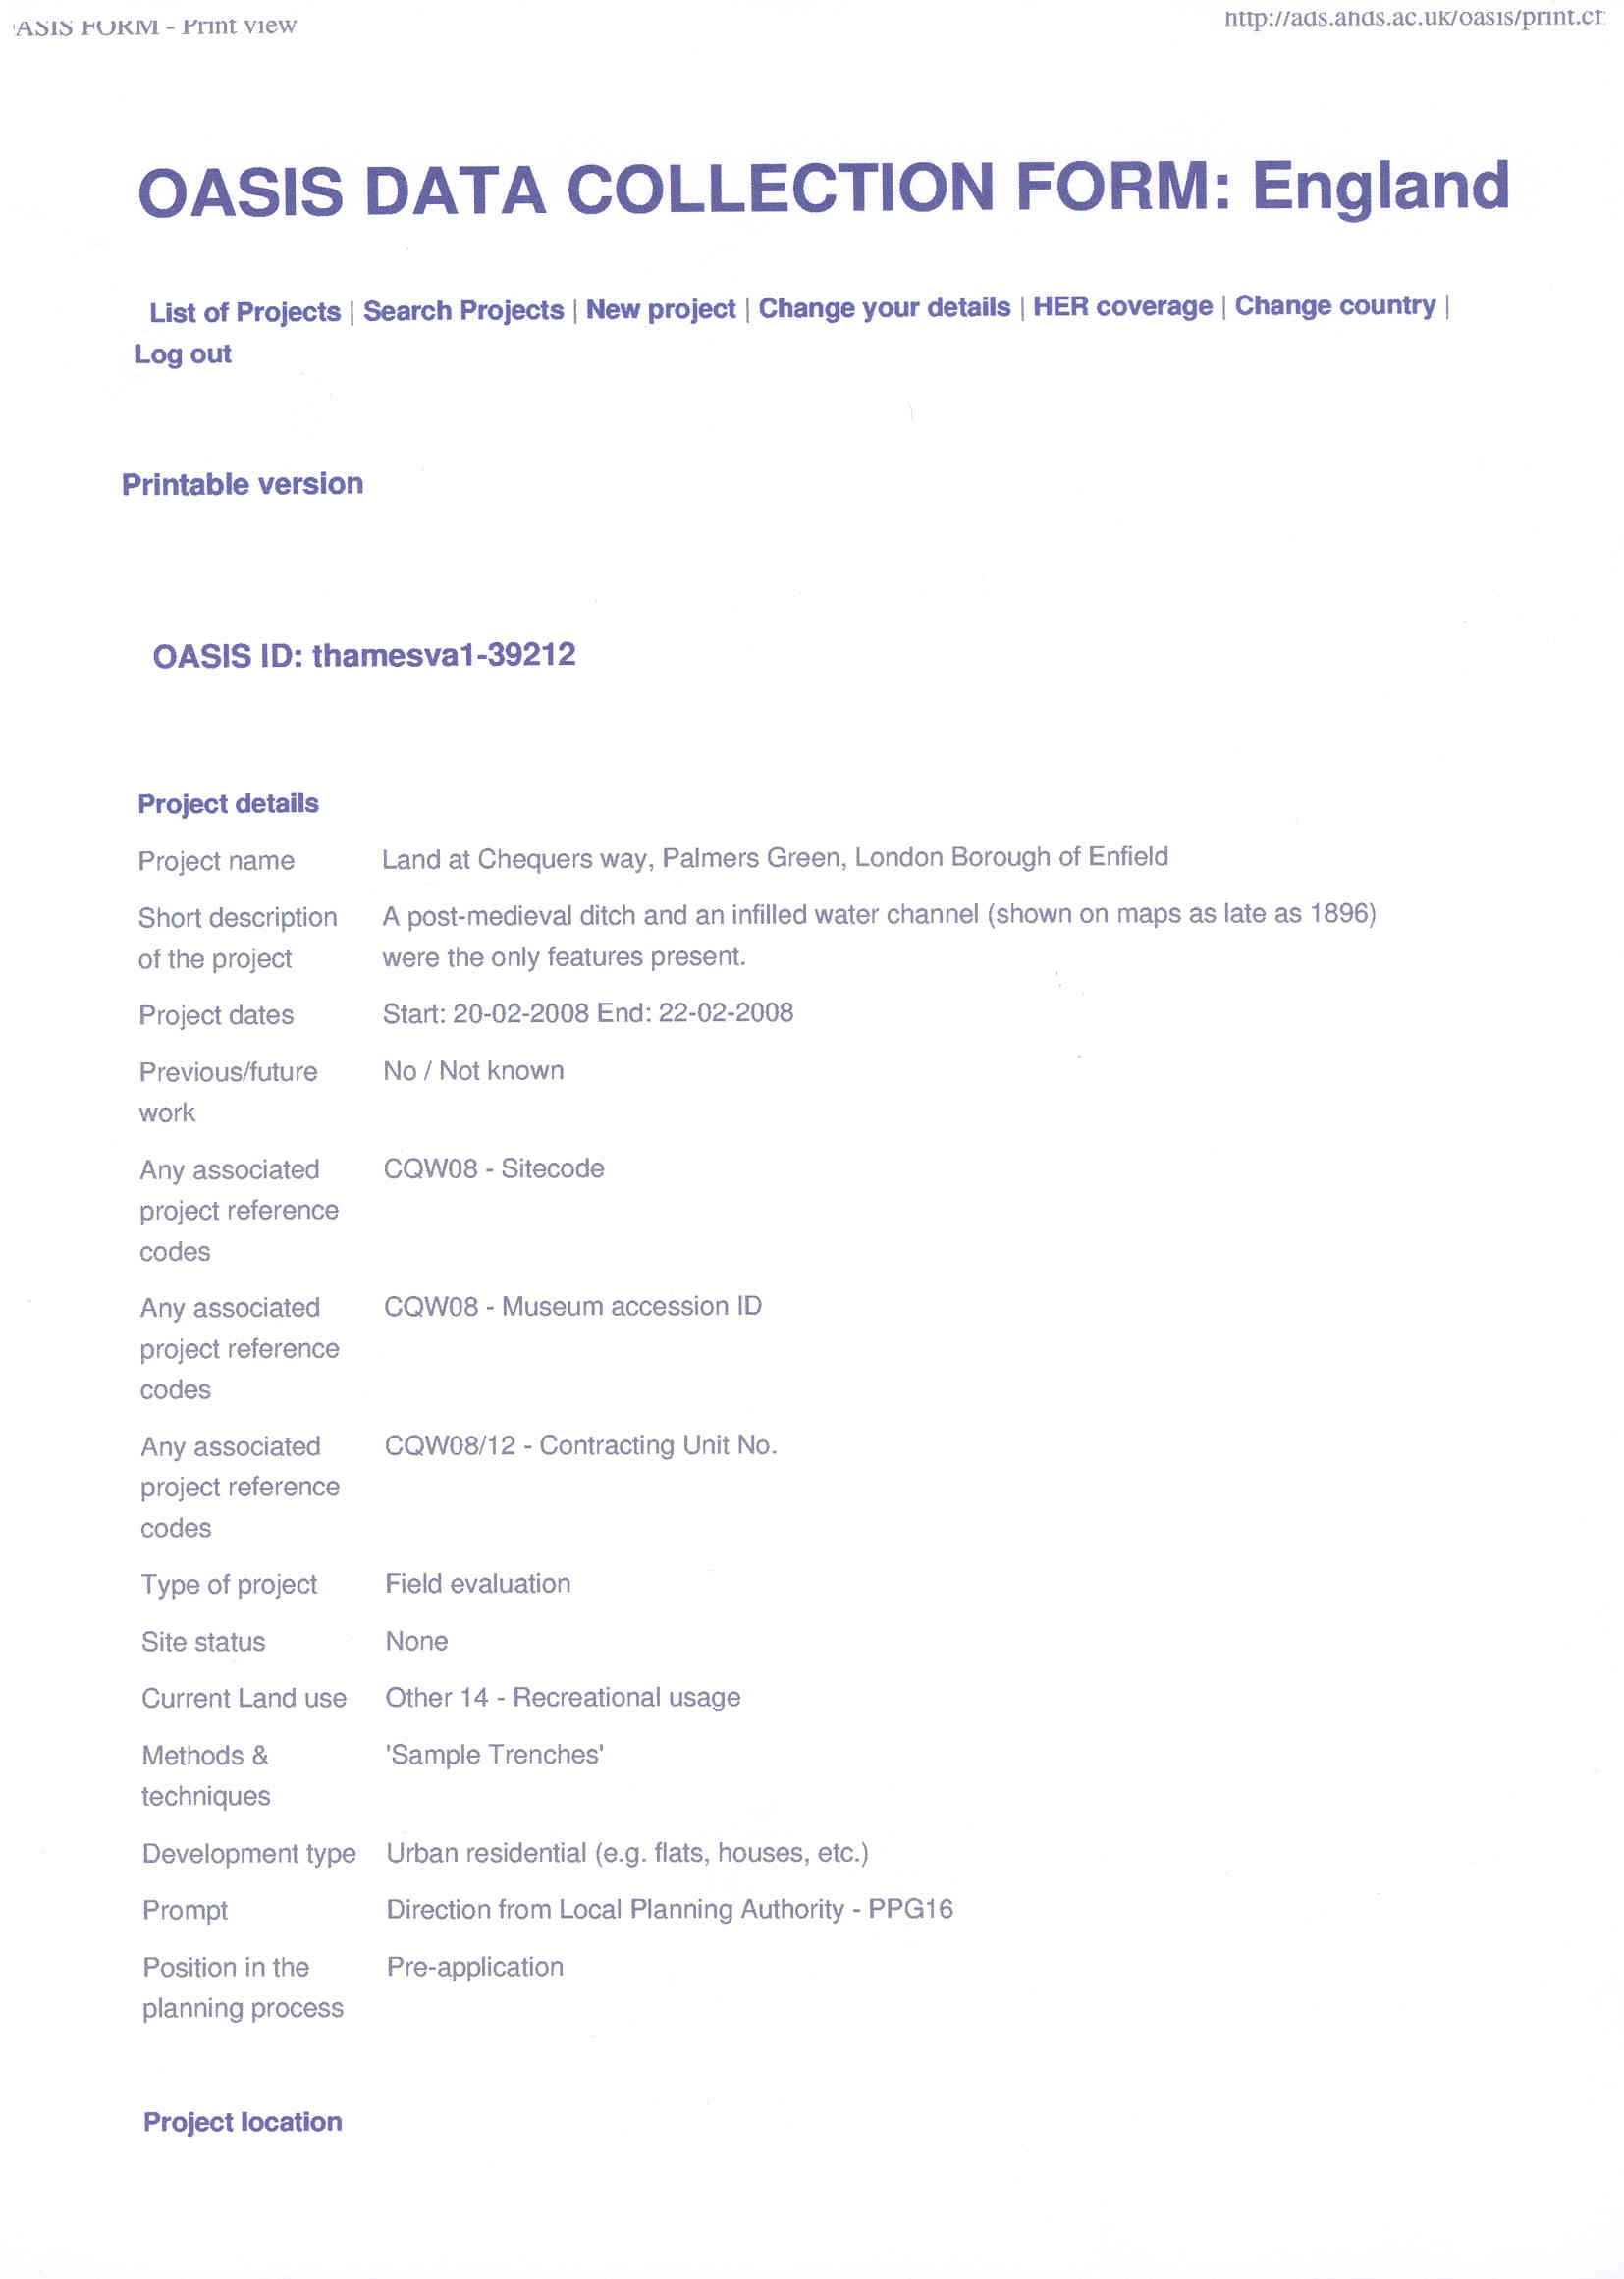 OASIS FORM - Print view http://ads.ahds.ac.uk/oasis/print.cf
OASIS DATA COLLECTION FORM: England
List of Projects | Search Projects | New project | Change your details | HER coverage | Change country |
Log out
Printable version
OASIS ID: thamesva1-39212
Project details
Project name Land at Chequers way, Palmers Green, London Borough of Enfield
Short description A post-medieval ditch and an infilled water channel (shown on maps as late as 1896)
of the project were the only features present.
Project dates Start: 20-02-2008 End: 22-02-2008
Previous/future No / Not known
work
Any associated CQW08 - Sitecode
project reference
codes
Any associated CQW08 - Museum accession ID
project reference
codes
Any associated CQW08/12 - Contracting Unit No.
project reference
codes
Type of project Field evaluation
Site status None
Current Land use Other 14 - Recreational usage
Methods & 'Sample Trenches'
techniques
Development type Urban residential (e.g. flats, houses, etc.)
Prompt Direction from Local Planning Authority - PPG16
Position in the Pre-application
planning process
Project location